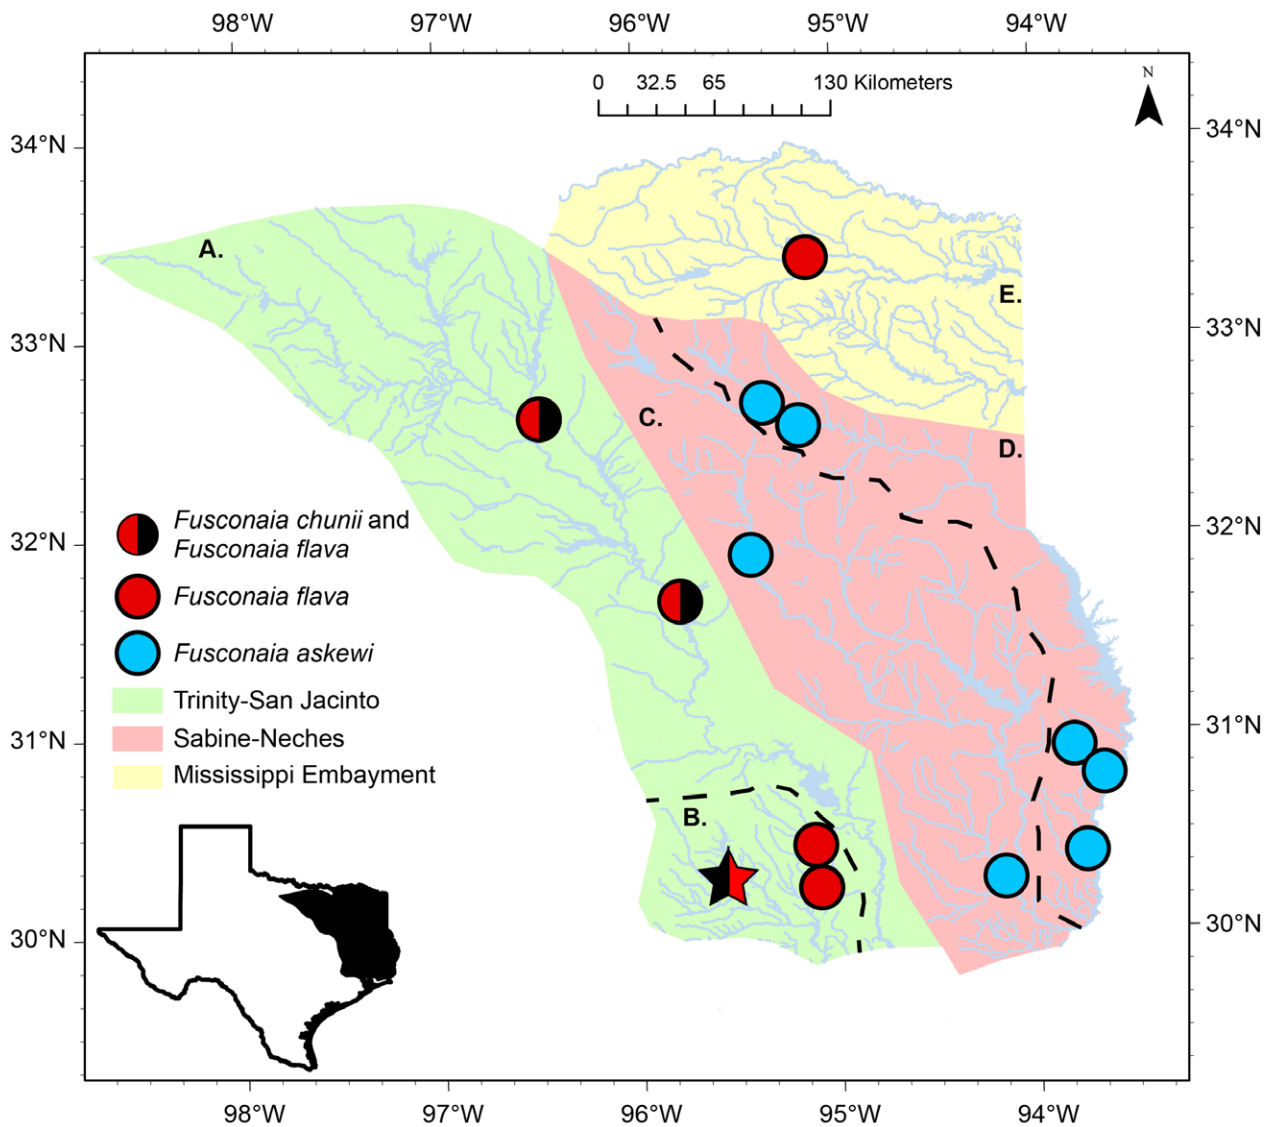 98°W 97°W 96°W 95°W 94°W
0 32.5 65 130 Kilometers
N
34°N
34°N
A.
E.
33°N
33°N
C.
D.
32°N
32°N
Fusconaia chunii and
Fusconaia flava
Fusconaia flava
Fusconaia askewi
Trinity-San Jacinto
31°N
31°N
Sabine-Neches
Mississippi Embayment
B.
30°N
30°N
98°W 97°W 96°W 95°W 94°W